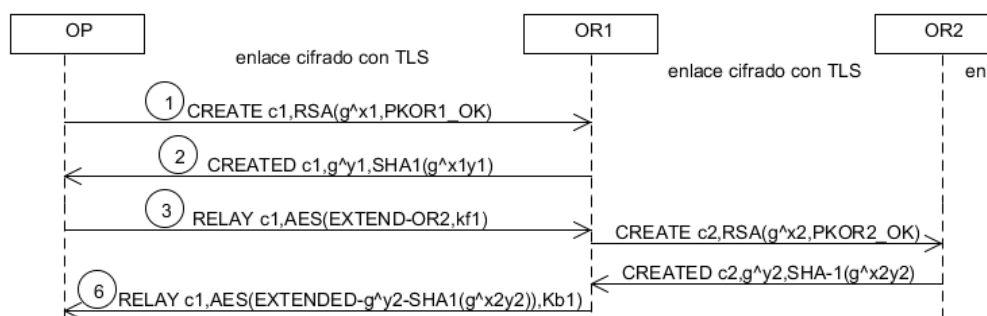 OP
OR1
OR2
enlace cifrado con TLS
enlace cifrado con TLS
en
1 CREATE c1,RSA(g^x1,PKOR1_OK)
2 CREATED c1,g^y1,SHA1(g^x1y1)
3 RELAY c1,AES(EXTEND-OR2,kf1)
CREATE c2,RSA(g^x2,PKOR2_OK)
CREATED c2,g^y2,SHA-1(g^x2y2)
6 RELAY c1,AES(EXTENDED-g^y2-SHA1(g^x2y2)),Kb1)